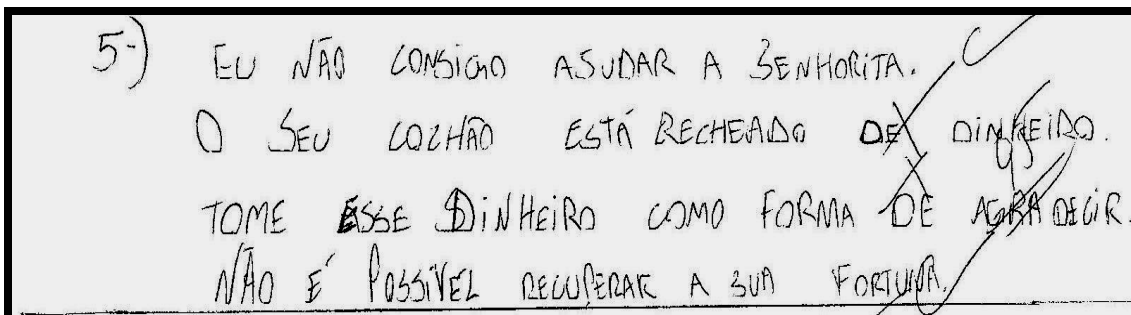 5-) EU NÃO CONSIGO ASUDAR A SENHORITA.
O SEU COLHÃO ESTÁ RECHEADO DE DINHEIRO.
TOME ESSE DINHEIRO COMO FORMA DE AGRADECIR.
NÃO É POSSÍVEL RECUPERAR A SUA FORTUNA.